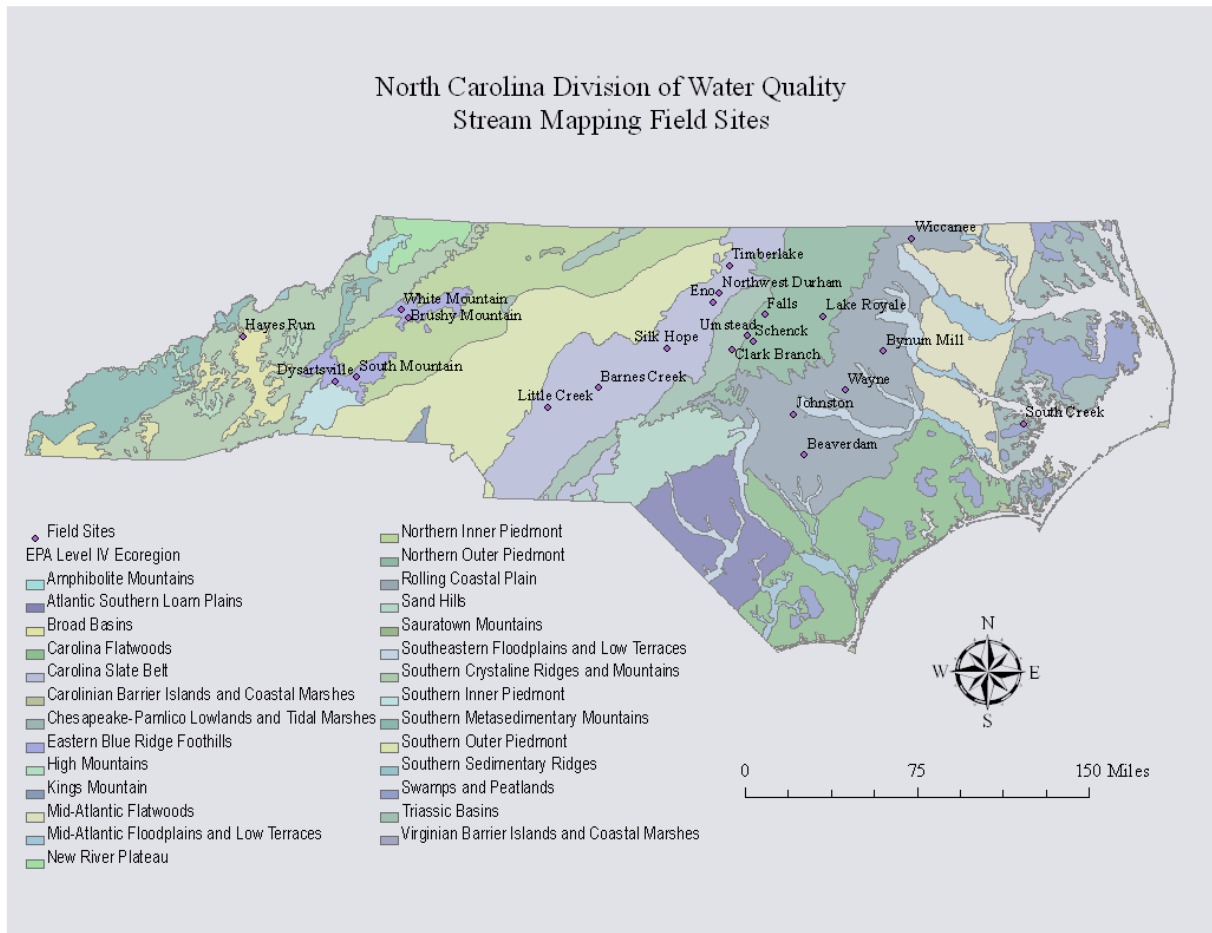 North Carolina Division of Water Quality
Stream Mapping Field Sites
Wiccanee
Timberlake
Northwest Durham
Eno
White Mountain
Falls
Lake Royale
Brushy Mountain
Umstead
Hayes Run
Schenck
Silk Hope
Bynum Mill
Clark Branch
Dysartsville
South Mountain
Barnes Creek
Wayne
Little Creek
Johnston
South Creek
Beaverdam
Field Sites
EPA Level IV Ecoregion
Amphibolite Mountains
Atlantic Southern Loam Plains
Broad Basins
Carolina Flatwoods
Carolina Slate Belt
Carolinian Barrier Islands and Coastal Marshes
Chesapeake-Pamlico Lowlands and Tidal Marshes
Eastern Blue Ridge Foothills
High Mountains
Kings Mountain
Mid-Atlantic Flatwoods
Mid-Atlantic Floodplains and Low Terraces
New River Plateau
Northern Inner Piedmont
Northern Outer Piedmont
Rolling Coastal Plain
Sand Hills
Sauratown Mountains
Southeastern Floodplains and Low Terraces
Southern Crystaline Ridges and Mountains
Southern Inner Piedmont
Southern Metasedimentary Mountains
Southern Outer Piedmont
Southern Sedimentary Ridges
Swamps and Peatlands
Triassic Basins
Virginian Barrier Islands and Coastal Marshes
N
W E
S
0 75 150 Miles